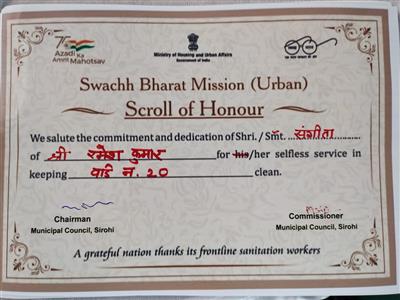 75
Azadi Ka
Amrit Mahotsav
Ministry of Housing and Urban Affairs
Government of India
Swachh Bharat Mission (Urban)
Scroll of Honour
We salute the commitment and dedication of Shri. / Smt. संगीता
of श्री रमेश कुमार for his/her selfless service in
keeping वार्ड न. 20 clean.
Chairman
Municipal Council, Sirohi
Commissioner
Municipal Council, Sirohi
A grateful nation thanks its frontline sanitation workers